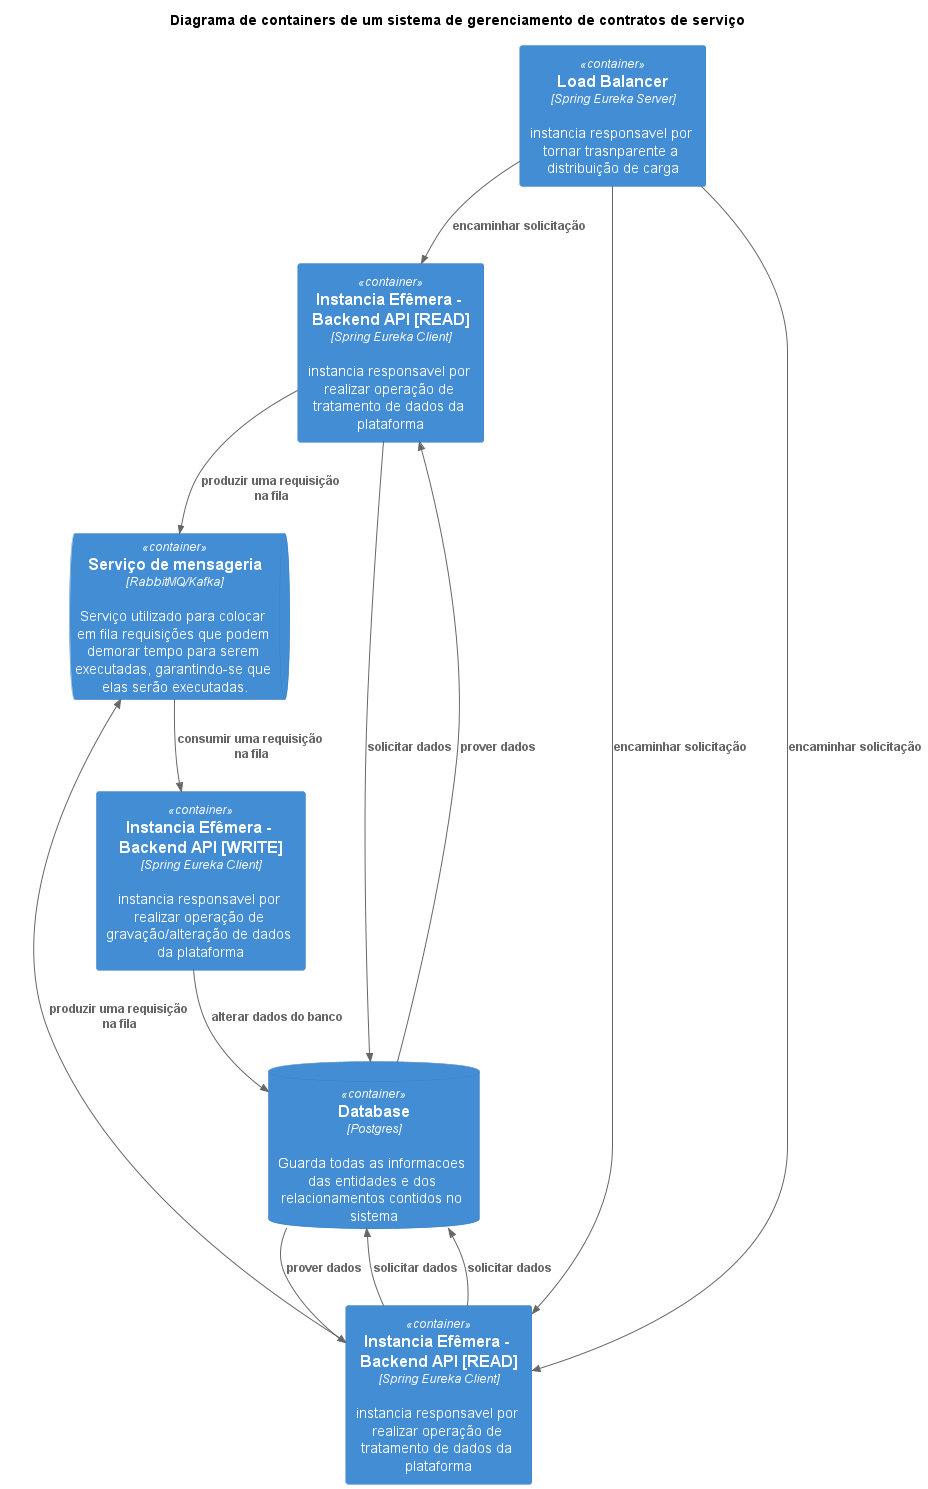 Diagrama de containers de um sistema de gerenciamento de contratos de serviço
«container»
Load Balancer
[Spring Eureka Server]
instancia responsavel por
tornar trasnparente a
distribuição de carga
encaminhar solicitação
«container»
Instancia Efêmera -
Backend API [READ]
[Spring Eureka Client]
instancia responsavel por
realizar operação de
tratamento de dados da
plataforma
produzir uma requisição
na fila
«container»
Serviço de mensageria
[RabbitMQ/Kafka]
Serviço utilizado para colocar
em fila requisições que podem
demorar tempo para serem
executadas, garantindo-se que
elas serão executadas.
consumir uma requisição
na fila
solicitar dados
prover dados
encaminhar solicitação
encaminhar solicitação
«container»
Instancia Efêmera -
Backend API [WRITE]
[Spring Eureka Client]
instancia responsavel por
realizar operação de
gravação/alteração de dados
da plataforma
produzir uma requisição
na fila
alterar dados do banco
«container»
Database
[Postgres]
Guarda todas as informacoes
das entidades e dos
relacionamentos contidos no
sistema
prover dados
solicitar dados
solicitar dados
«container»
Instancia Efêmera -
Backend API [READ]
[Spring Eureka Client]
instancia responsavel por
realizar operação de
tratamento de dados da
plataforma